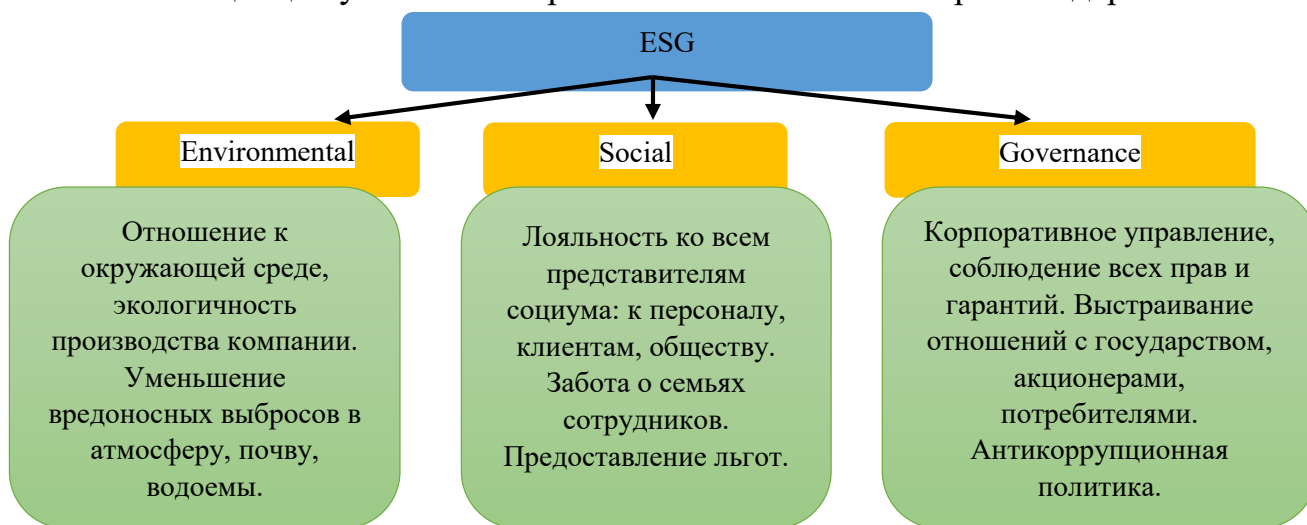 ESG
Environmental
Social
Governance
Отношение к
окружающей среде,
экологичность
производства компании.
Уменьшение
вредоносных выбросов в
атмосферу, почву,
водоемы.
Лояльность ко всем
представителям
социума: к персоналу,
клиентам, обществу.
Забота о семьях
сотрудников.
Предоставление льгот.
Корпоративное управление,
соблюдение всех прав и
гарантий. Выстраивание
отношений с государством,
акционерами,
потребителями.
Антикоррупционная
политика.